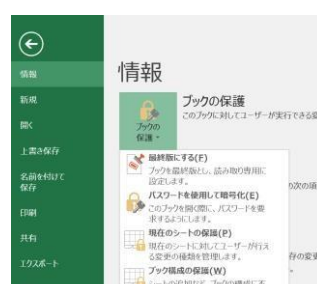 情報
新規
開く
上書き保存
名前を付けて
保存
印刷
共有
エクスポート
情報
ブックの
保護
ブックの保護
このブックに対してユーザーが実行できる変
最終版にする(F)
ブックを最終版とし、読み取り専用に
設定します。
パスワードを使用して暗号化(E)
このブックを開く際に、パスワードを要
求するようにします。
現在のシートの保護(P)
現在のシートに対してユーザーが行え
る変更の種類を管理します。
ブック構成の保護(W)
の次の項
存の変更